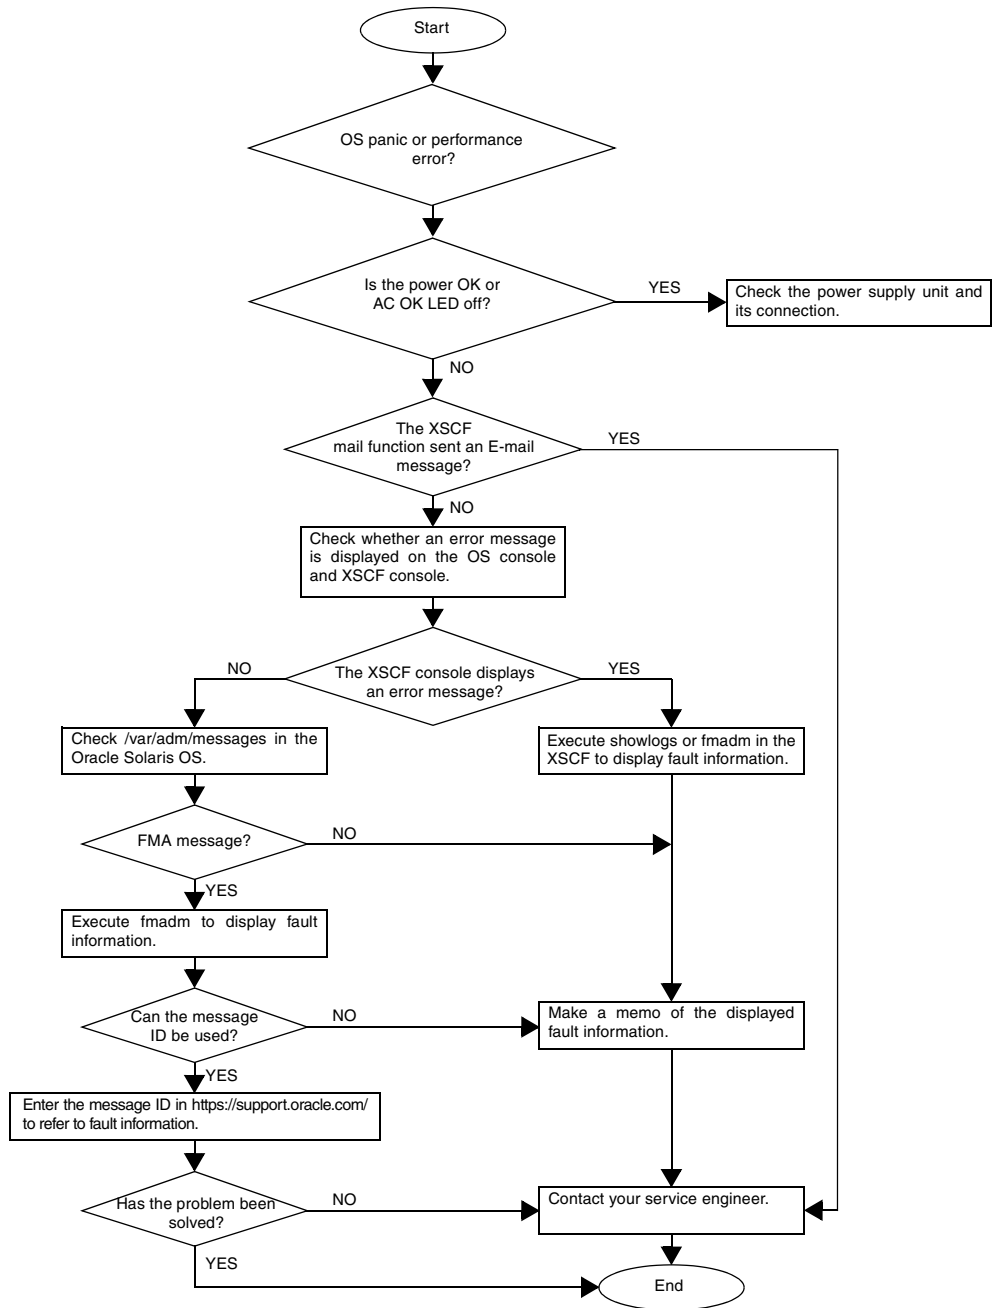 Start
OS panic or performance
error?
Is the power OK or
AC OK LED off?
YES
Check the power supply unit and
its connection.
NO
The XSCF
mail function sent an E-mail
message?
YES
NO
Check whether an error message
is displayed on the OS console
and XSCF console.
The XSCF console displays
an error message?
NO
YES
Check /var/adm/messages in the
Oracle Solaris OS.
Execute showlogs or fmadm in the
XSCF to display fault information.
FMA message?
NO
YES
Execute fmadm to display fault
information.
Can the message
ID be used?
NO
Make a memo of the displayed
fault information.
YES
Enter the message ID in https://support.oracle.com/
to refer to fault information.
Has the problem been
solved?
NO
Contact your service engineer.
YES
End